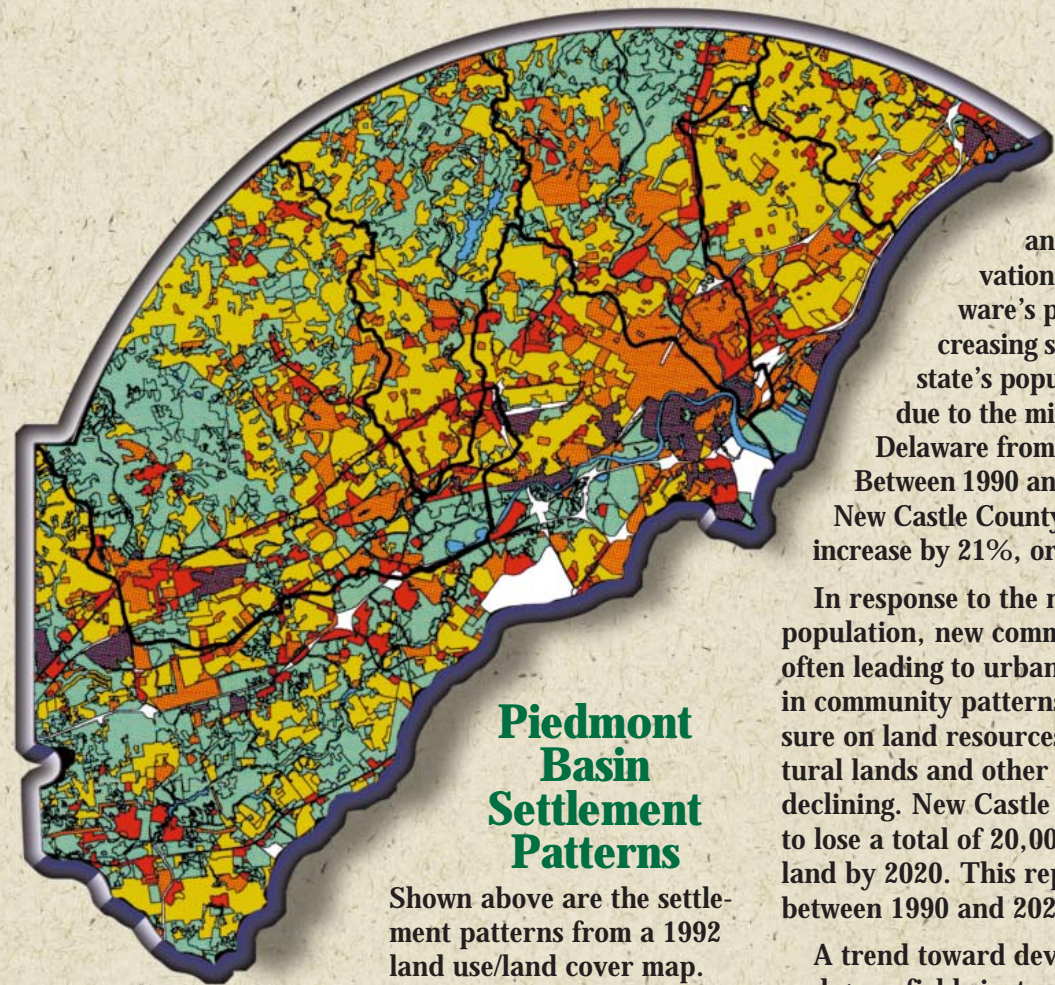 Piedmont
Basin
Settlement
Patterns
Shown above are the settle-
ment patterns from a 1992
land use/land cover map.
an
vation
ware's p
creasing s
state's popu
due to the mi
Delaware from
Between 1990 an
New Castle County
increase by 21%, or
In response to the
population, new comm
often leading to urban
in community patterns
sure on land resources
tural lands and other
declining. New Castle
to lose a total of 20,00
land by 2020. This rep
between 1990 and 202
A trend toward dev